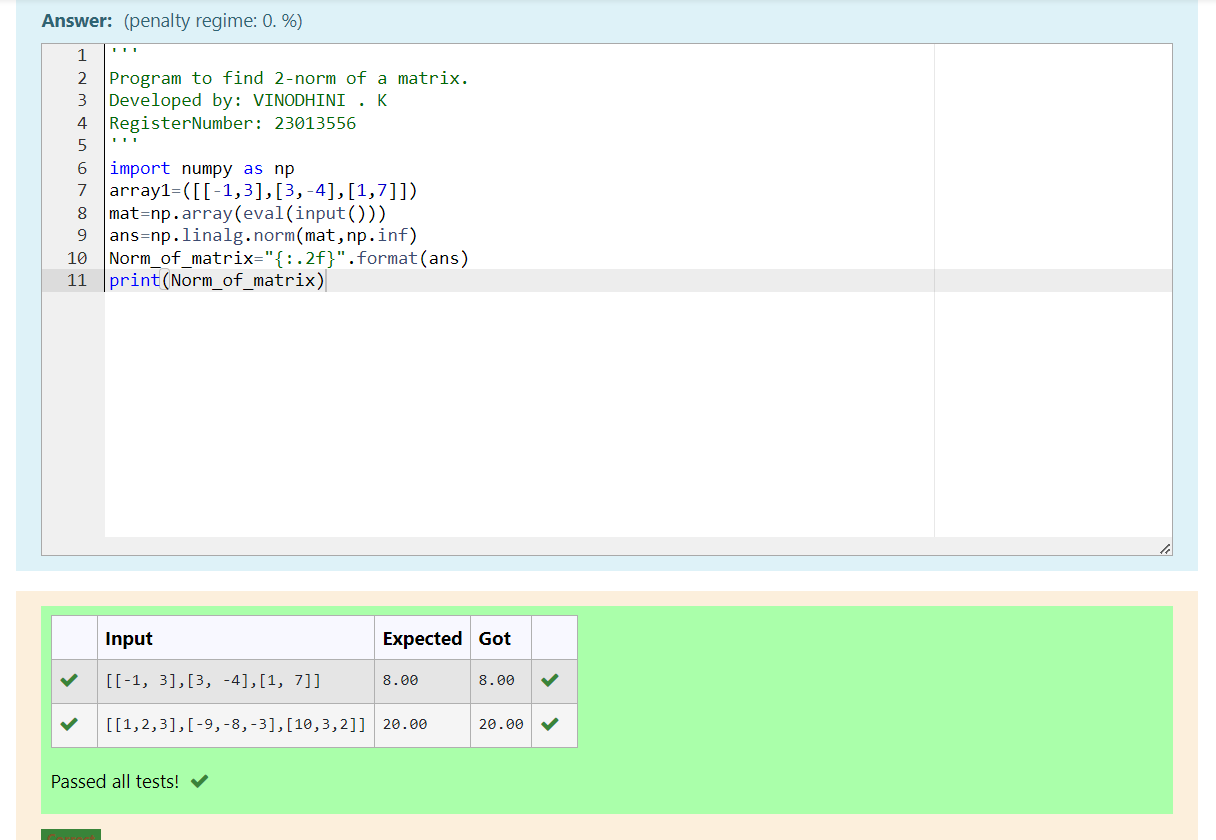 Answer: (penalty regime: 0. %)
1 '''
2 Program to find 2-norm of a matrix.
3 Developed by: VINODHINI . K
4 RegisterNumber: 23013556
5 '''
6 import numpy as np
7 array1=([[-1,3],[3,-4],[1,7]])
8 mat=np.array(eval(input()))
9 ans=np.linalg.norm(mat,np.inf)
10 Norm_of_matrix="{:.2f}".format(ans)
11 print(Norm_of_matrix)
Input Expected Got
[[-1, 3],[3, -4],[1, 7]] 8.00 8.00
[[1,2,3],[-9,-8,-3],[10,3,2]] 20.00 20.00
Passed all tests!